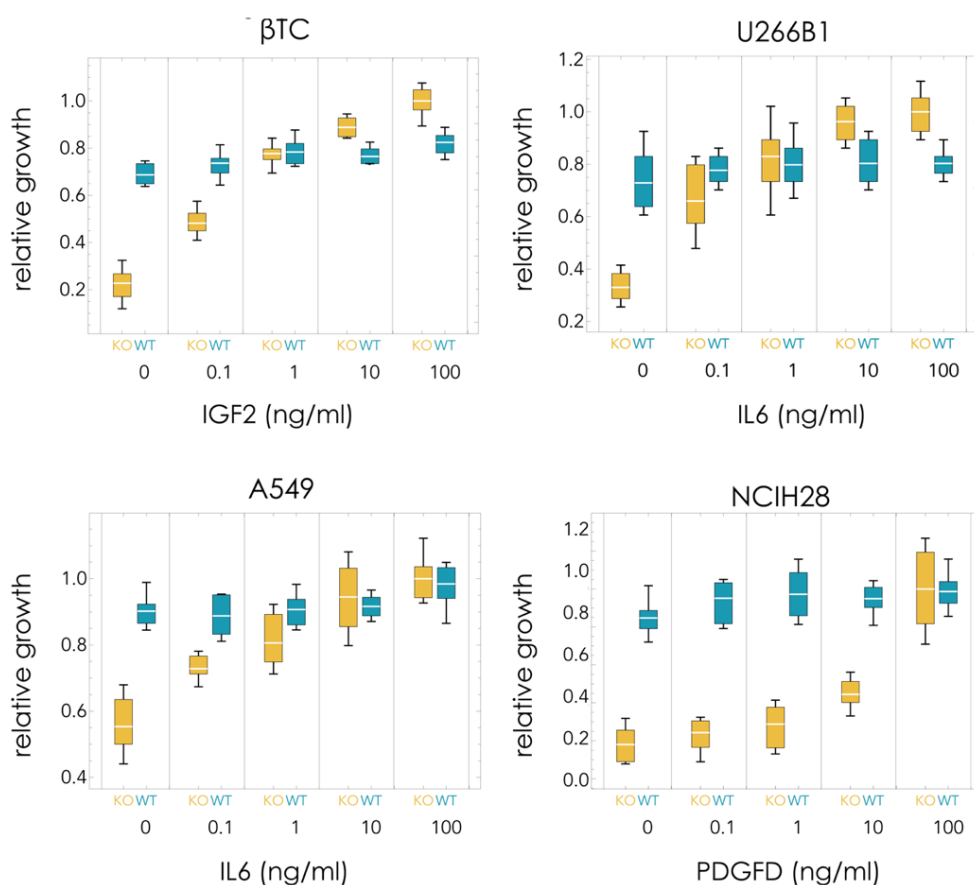 βTC
relative growth
1.0
0.8
0.6
0.4
0.2
KO WT KO WT KO WT KO WT KO WT
0 0.1 1 10 100
IGF2 (ng/ml)
U266B1
relative growth
1.2
1.0
0.8
0.6
0.4
0.2
KO WT KO WT KO WT KO WT KO WT
0 0.1 1 10 100
IL6 (ng/ml)
A549
relative growth
1.0
0.8
0.6
0.4
KO WT KO WT KO WT KO WT KO WT
0 0.1 1 10 100
IL6 (ng/ml)
NCIH28
relative growth
1.2
1.0
0.8
0.6
0.4
0.2
0.0
KO WT KO WT KO WT KO WT KO WT
0 0.1 1 10 100
PDGFD (ng/ml)